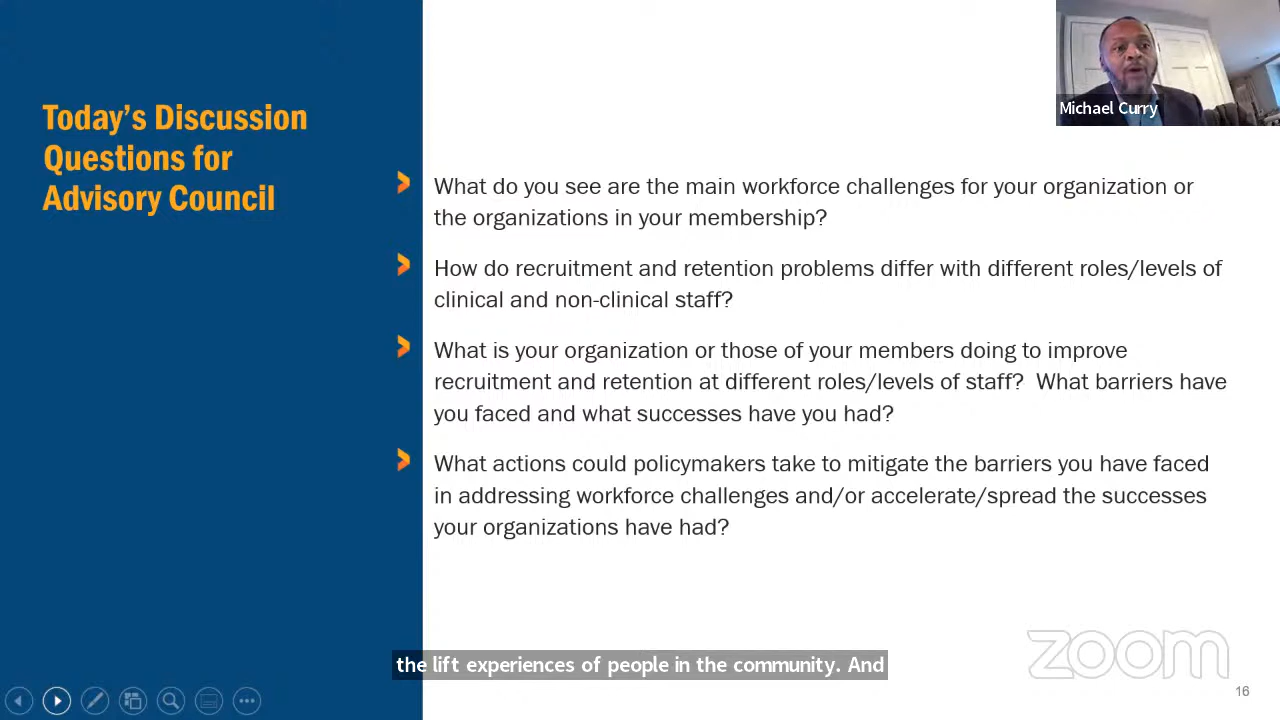 Today's Discussion
Questions for
Advisory Council
Michael Curry
What do you see are the main workforce challenges for your organization or
the organizations in your membership?
How do recruitment and retention problems differ with different roles/levels of
clinical and non-clinical staff?
What is your organization or those of your members doing to improve
recruitment and retention at different roles/levels of staff?  What barriers have
you faced and what successes have you had?
What actions could policymakers take to mitigate the barriers you have faced
in addressing workforce challenges and/or accelerate/spread the successes
your organizations have had?
the lift experiences of people in the community. And
zoom
16